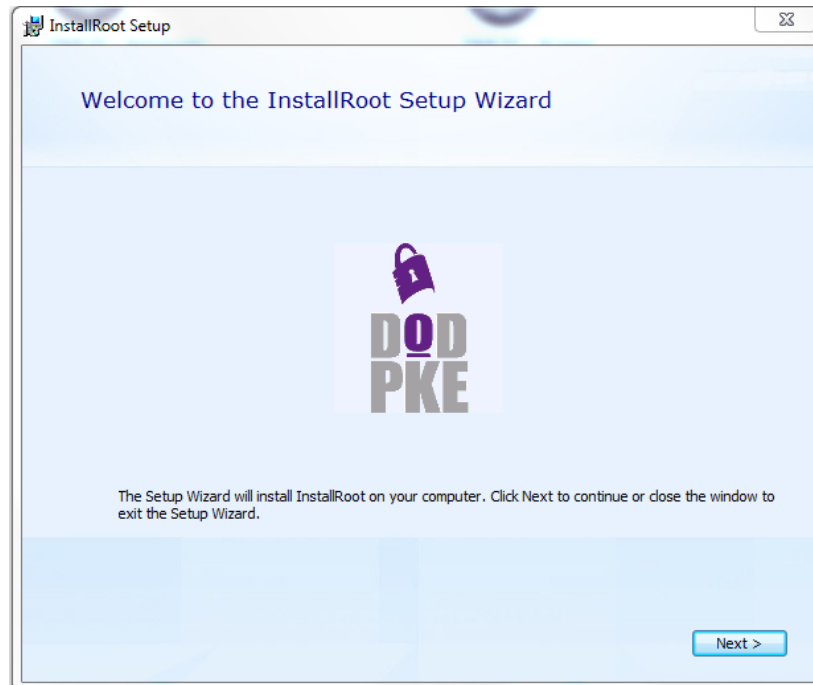 InstallRoot Setup
Welcome to the InstallRoot Setup Wizard
DOD
PKE
The Setup Wizard will install InstallRoot on your computer. Click Next to continue or close the window to
exit the Setup Wizard.
Next >